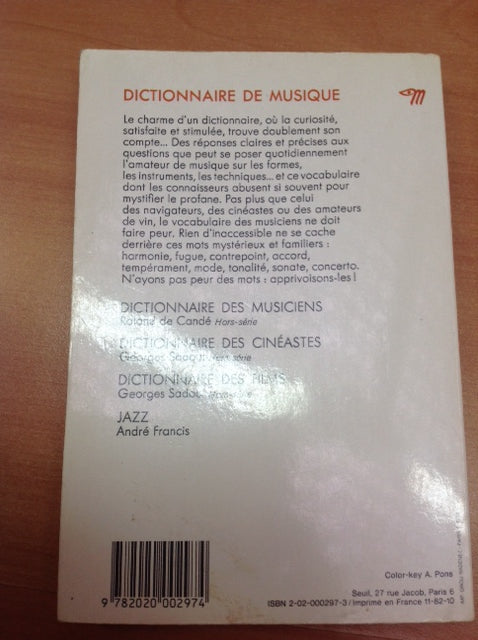 DICTIONNAIRE DE MUSIQUE
m
Le charme d'un dictionnaire, où la curiosité,
satisfaite et stimulée, trouve doublement son
compte... Des réponses claires et précises aux
questions que peut se poser quotidiennement
l'amateur de musique sur les formes,
les instruments, les techniques... et ce vocabulaire
dont les connaisseurs abusent si souvent pour
mystifier le profane. Pas plus que celui
des navigateurs, des cinéastes ou des amateurs
de vin, le vocabulaire des musiciens ne doit
faire peur. Rien d'inaccessible ne se cache
derrière ces mots mystérieux et familiers :
harmonie, fugue, contrepoint, accord,
tempérament, mode, tonalité, sonate, concerto.
N'ayons pas peur des mots : apprivoisons-les !
DICTIONNAIRE DES MUSICIENS
Roland de Candé Hors-série
DICTIONNAIRE DES CINÉASTES
Georges Sadoul Hors-série
DICTIONNAIRE DES FILMS
Georges Sadoul Hors-série
JAZZ
André Francis
Color-key A. Pons
Seuil, 27 rue Jacob, Paris 6
ISBN 2-02-000297-3 / Imprimé en France 11-82-10
9 782020 002974